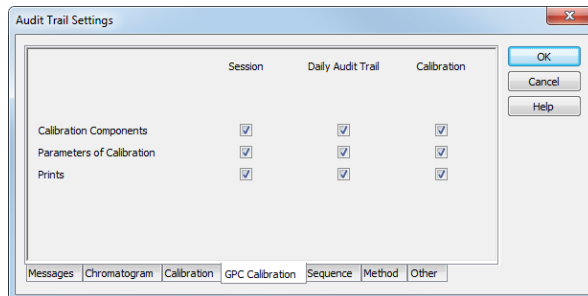 Audit Trail Settings
Session Daily Audit Trail Calibration
OK
Cancel
Help
Calibration Components
Parameters of Calibration
Prints
Messages Chromatogram Calibration GPC Calibration Sequence Method Other